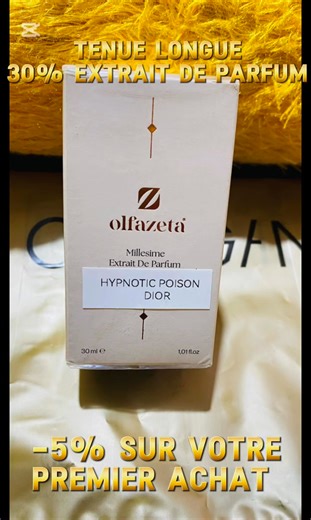 TENUE LONGUE
30% EXTRAIT DE PARFUM
olfazeta
Millesime
Extrait De Parfum
HYPNOTIC POISON
DIOR
30 ml e 1,01 fl oz
-5% SUR VOTRE
PREMIER ACHAT